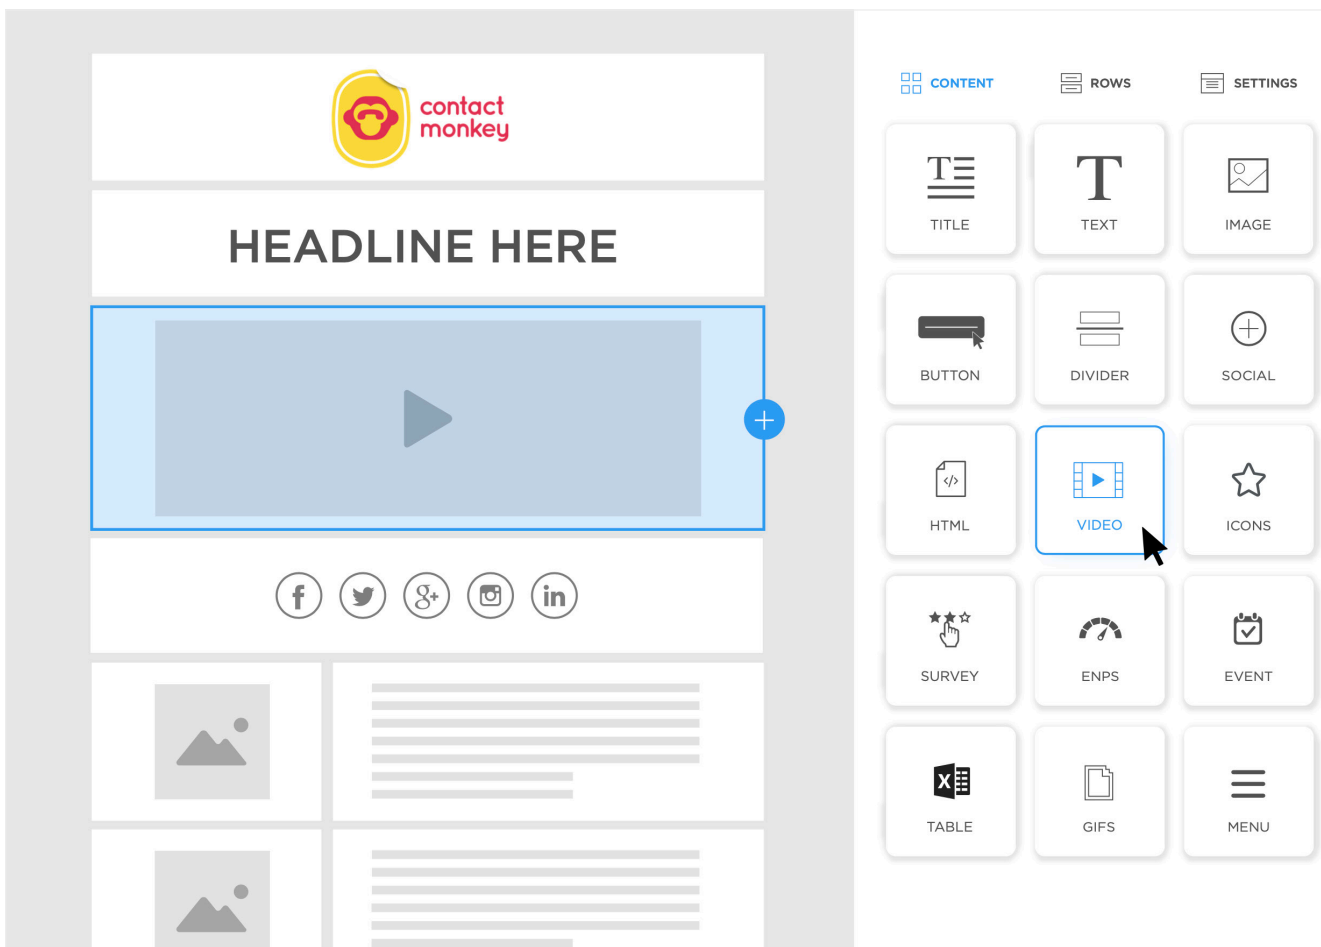 contact
monkey
HEADLINE HERE
CONTENT
ROWS
SETTINGS
TITLE
TEXT
IMAGE
BUTTON
DIVIDER
SOCIAL
HTML
VIDEO
ICONS
SURVEY
ENPS
EVENT
TABLE
GIFS
MENU